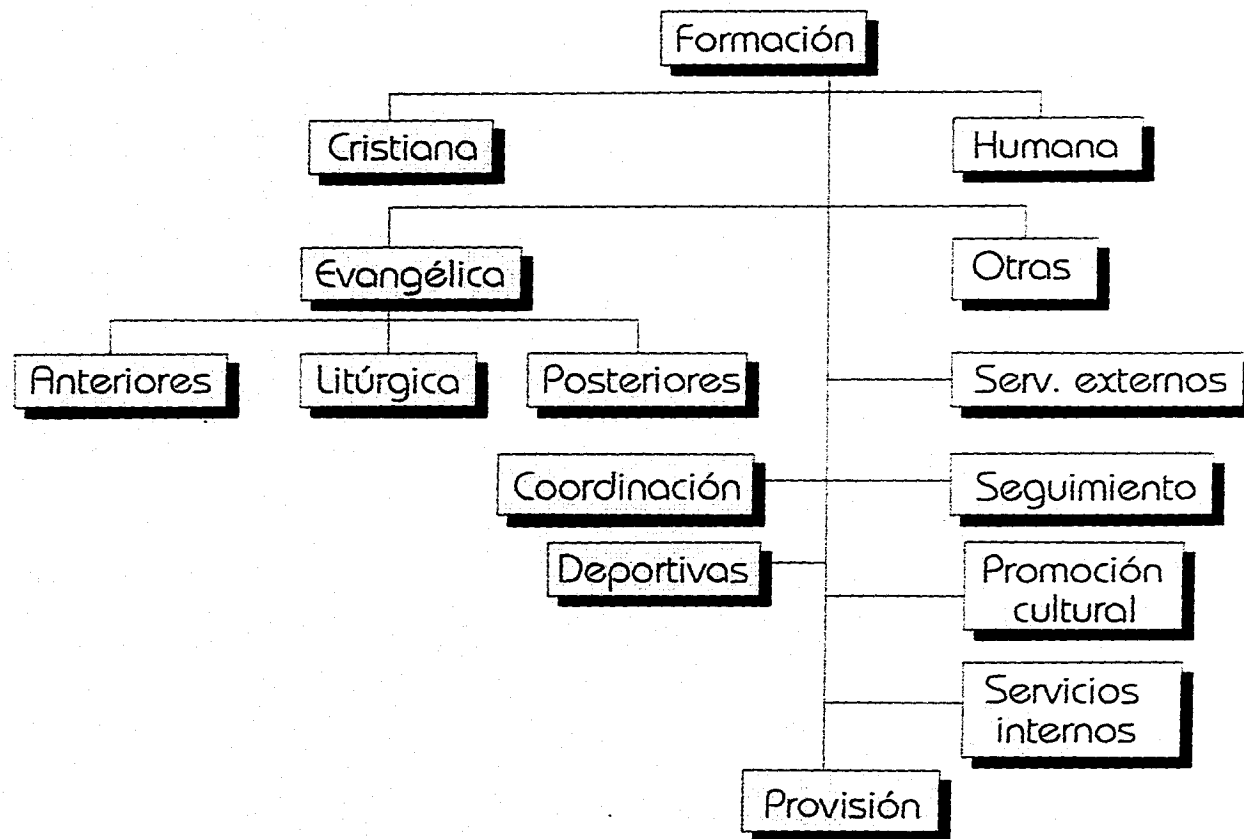 Formación
Cristiana
Humana
Evangélica
Otras
Anteriores
Litúrgica
Posteriores
Serv. externos
Coordinación
Seguimiento
Deportivas
Promoción
cultural
Servicios
internos
Provisión